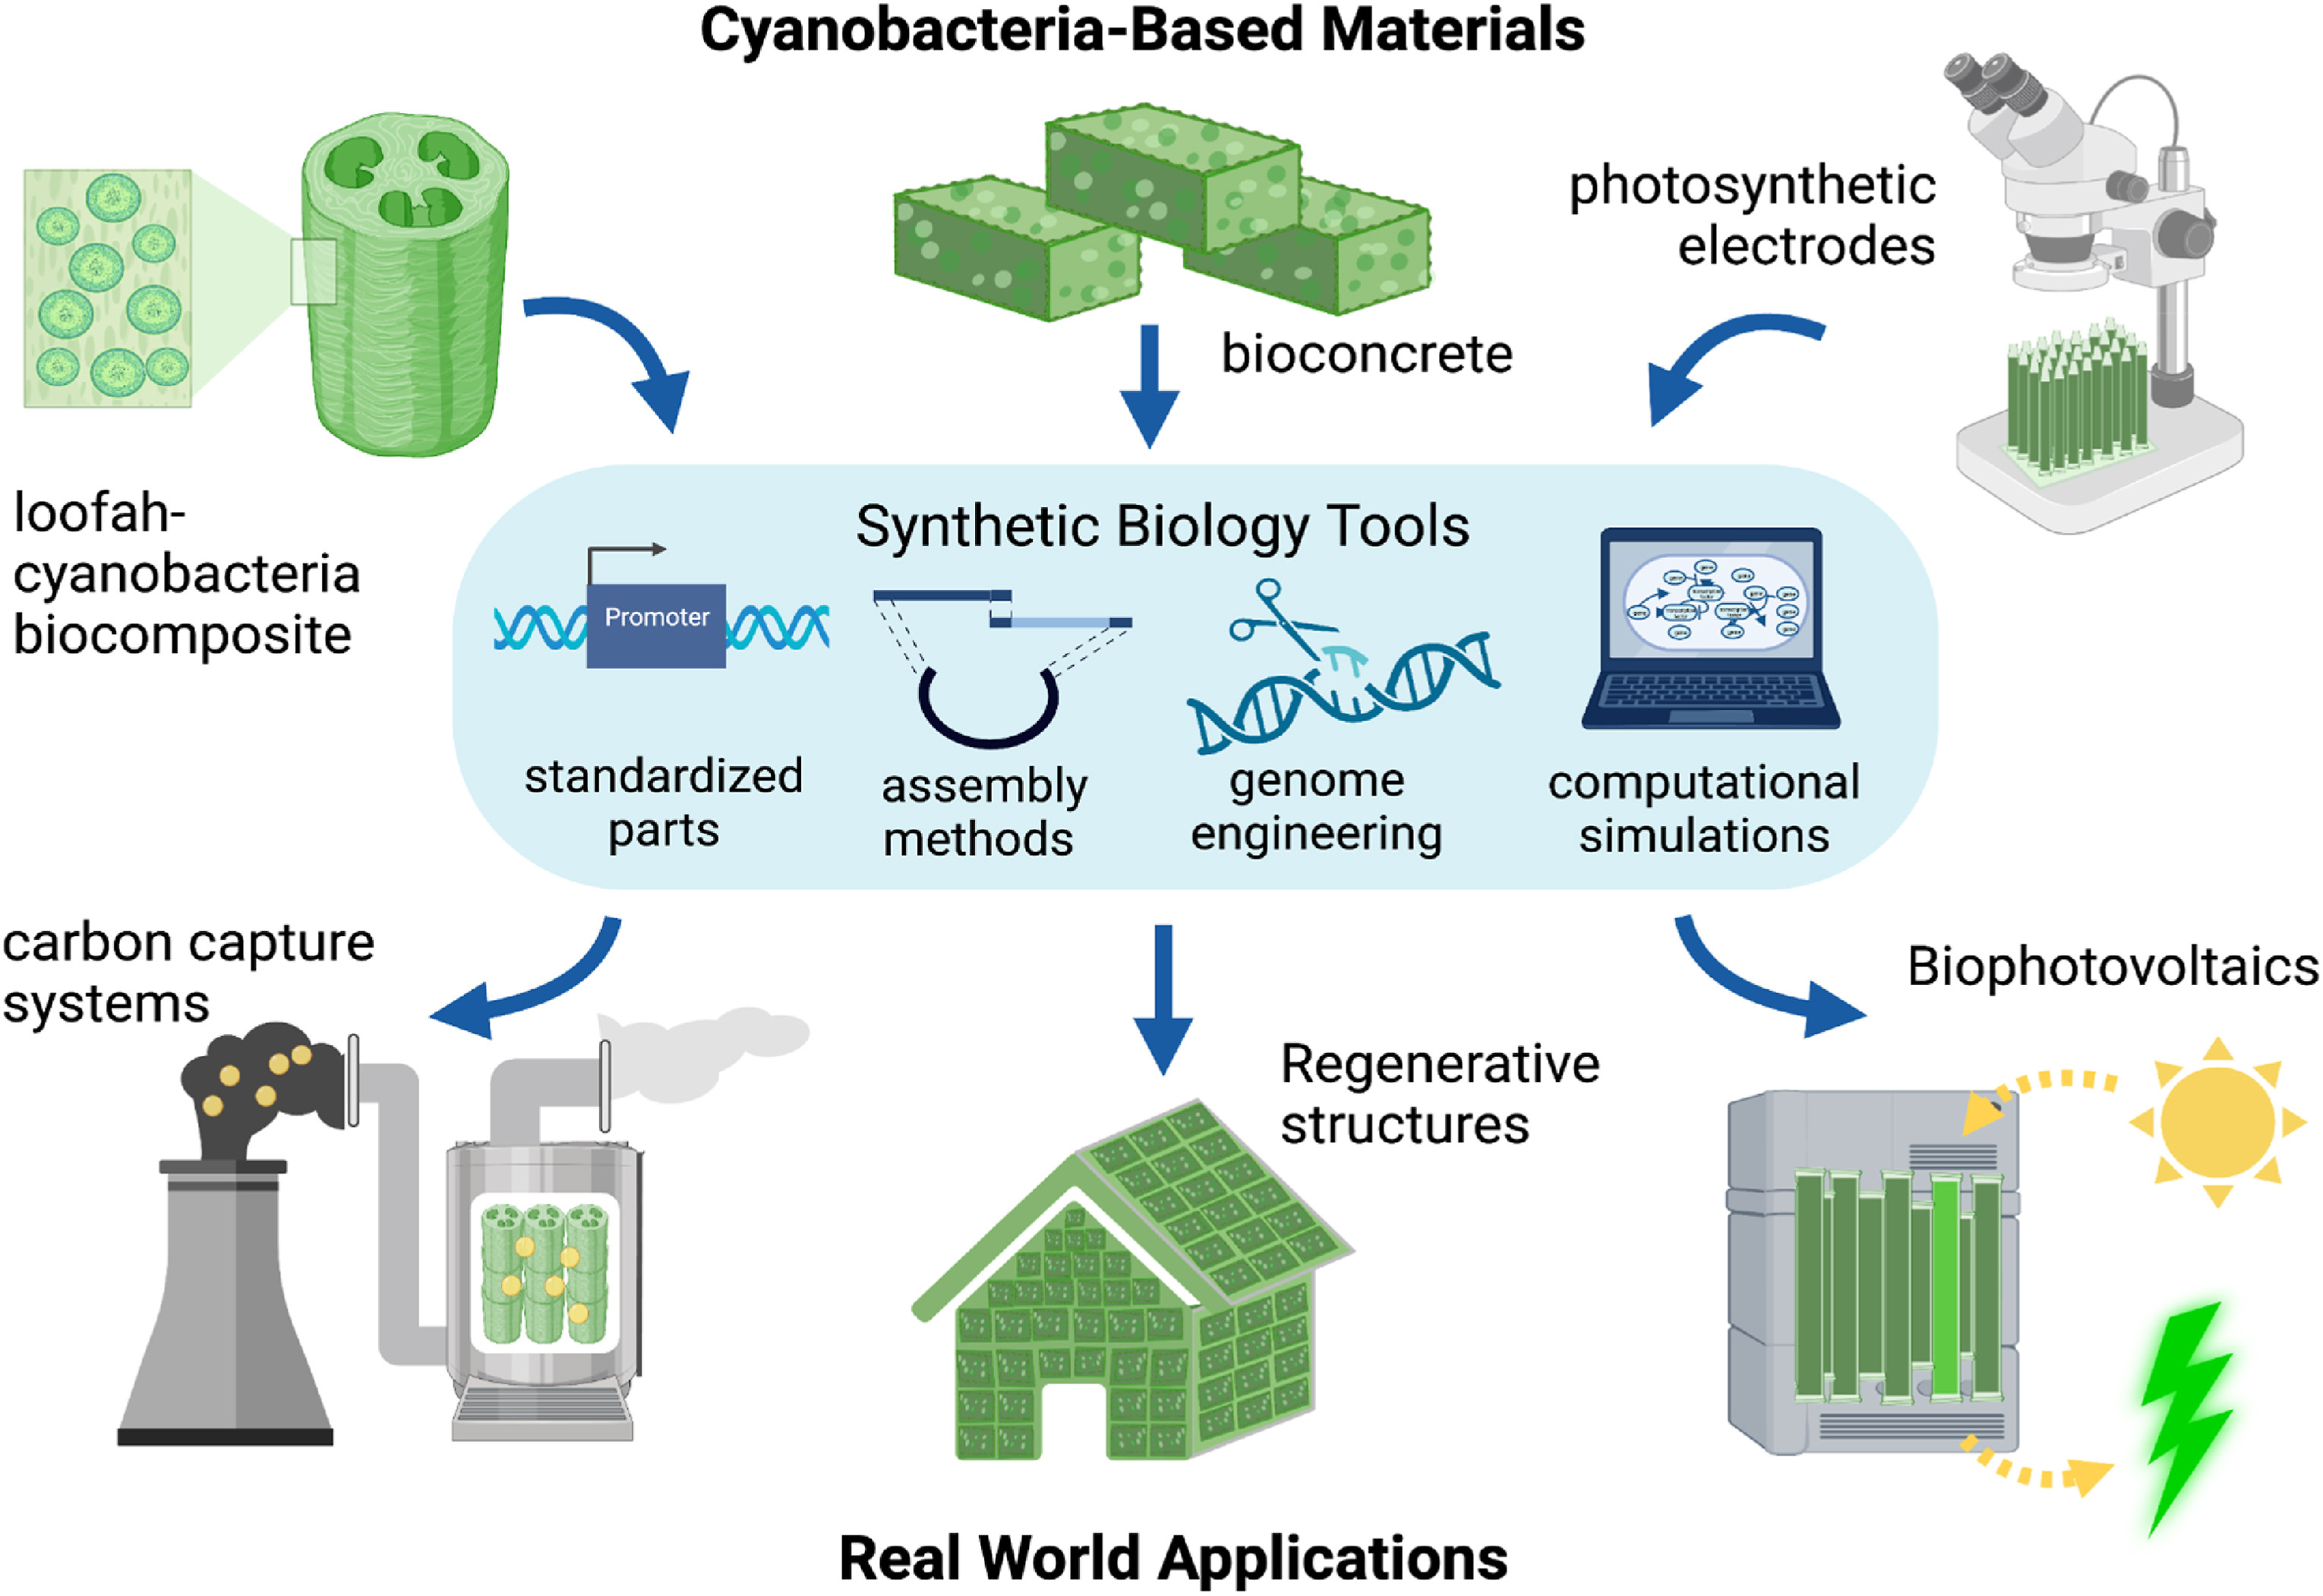 Cyanobacteria-Based Materials
photosynthetic
electrodes
bioconcrete
loofah-
cyanobacteria
biocomposite
Synthetic Biology Tools
Promoter
standardized
parts
assembly
methods
genome
engineering
computational
simulations
carbon capture
systems
Regenerative
structures
Biophotovoltaics
Real World Applications